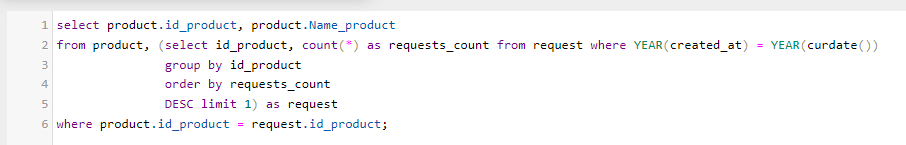 1 select product.id_product, product.Name_product
2 from product, (select id_product, count(*) as requests_count from request where YEAR(created_at) = YEAR(curdate())
3 group by id_product
4 order by requests_count
5 DESC limit 1) as request
6 where product.id_product = request.id_product;